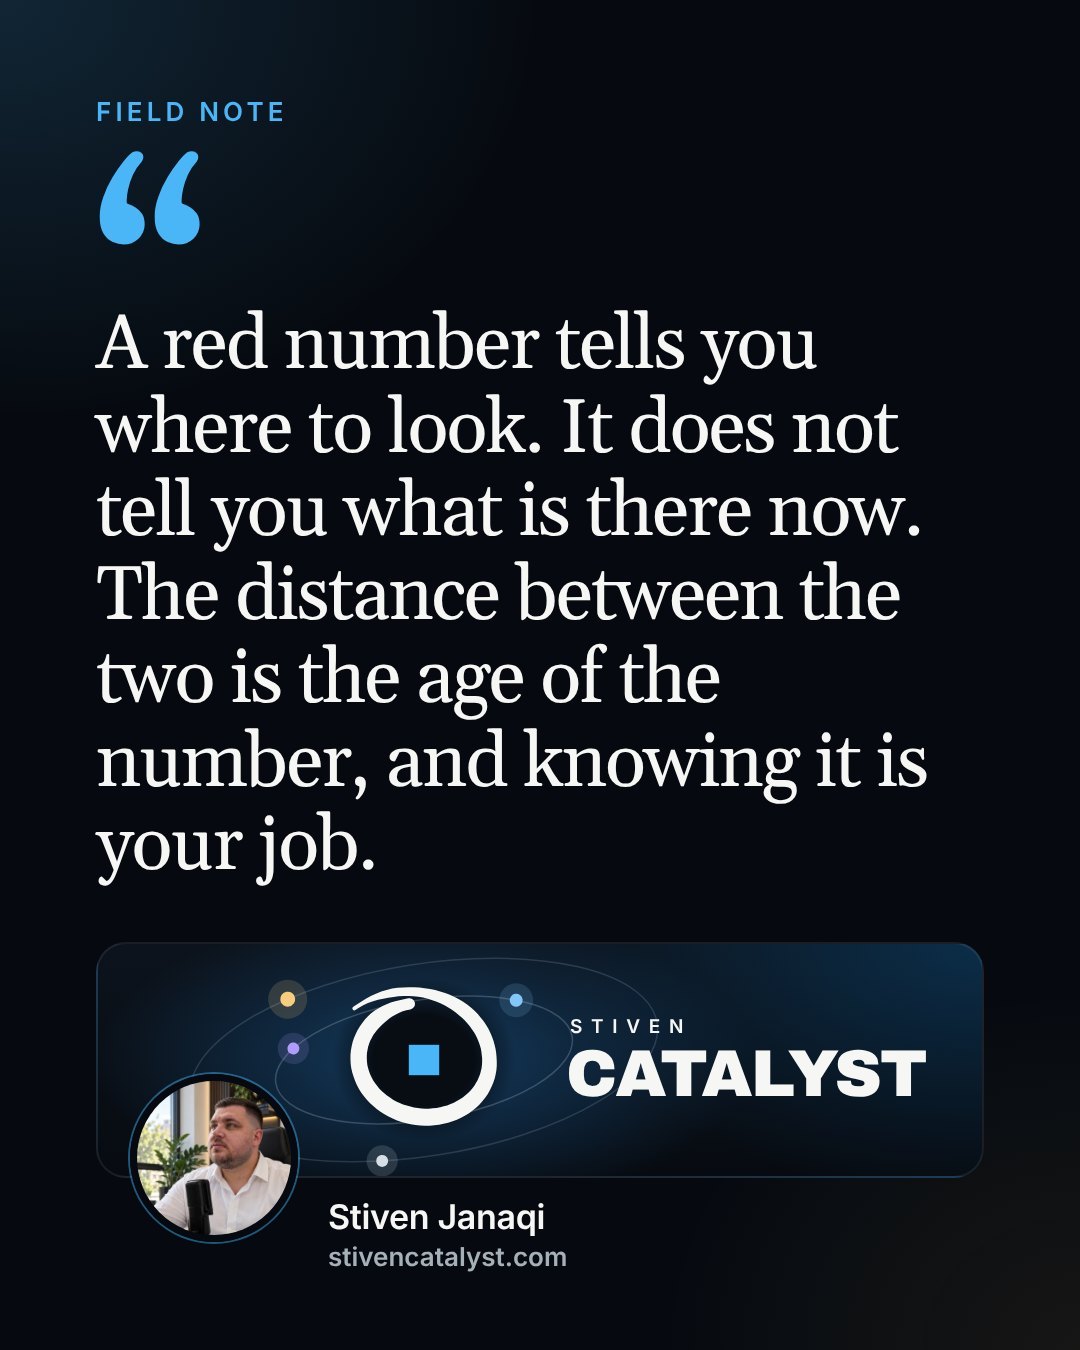 FIELD NOTE
“
A red number tells you
where to look. It does not
tell you what is there now.
The distance between the
two is the age of the
number, and knowing it is
your job.
STIVEN
CATALYST
Stiven Janaqi
stivencatalyst.com